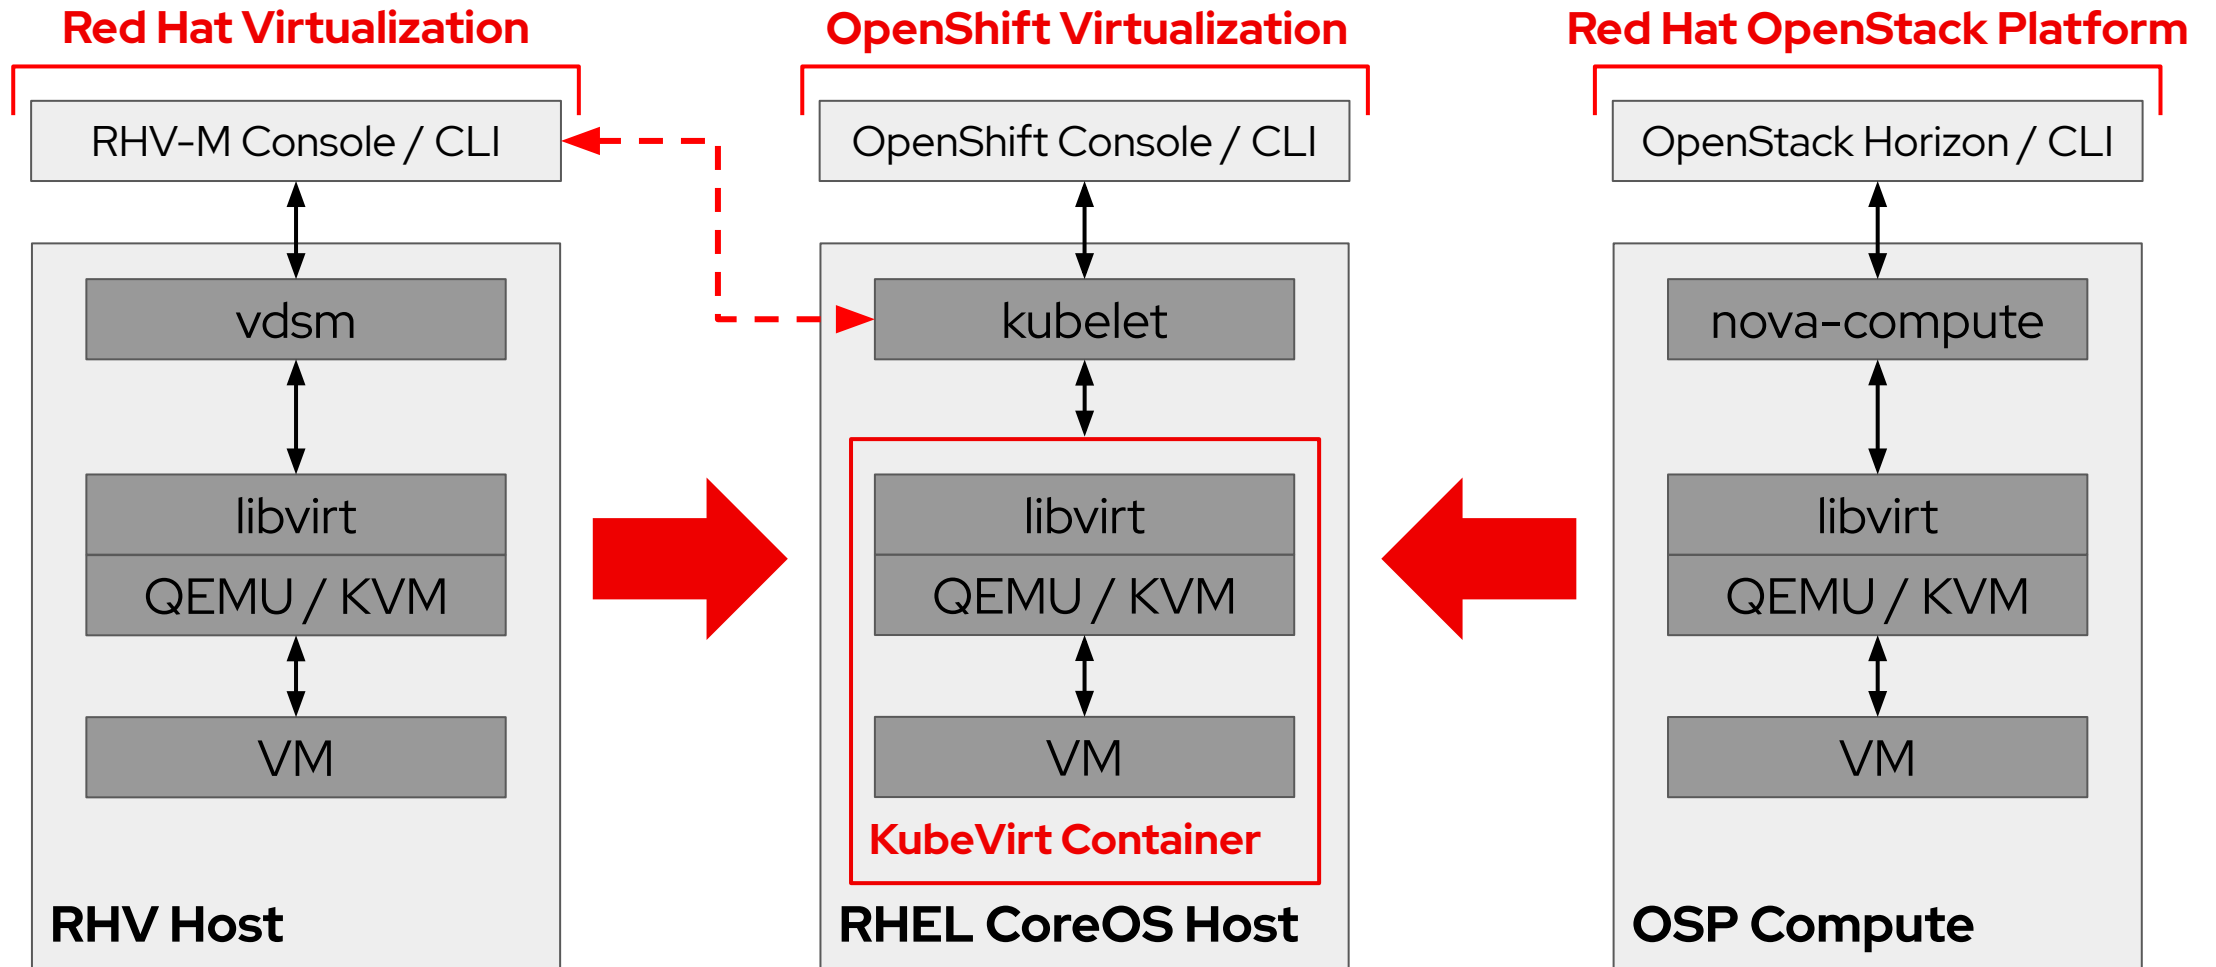 Red Hat Virtualization
RHV-M Console / CLI
vdsm
libvirt
QEMU / KVM
VM
RHV Host
OpenShift Virtualization
OpenShift Console / CLI
kubelet
libvirt
QEMU / KVM
VM
KubeVirt Container
RHEL CoreOS Host
Red Hat OpenStack Platform
OpenStack Horizon / CLI
nova-compute
libvirt
QEMU / KVM
VM
OSP Compute